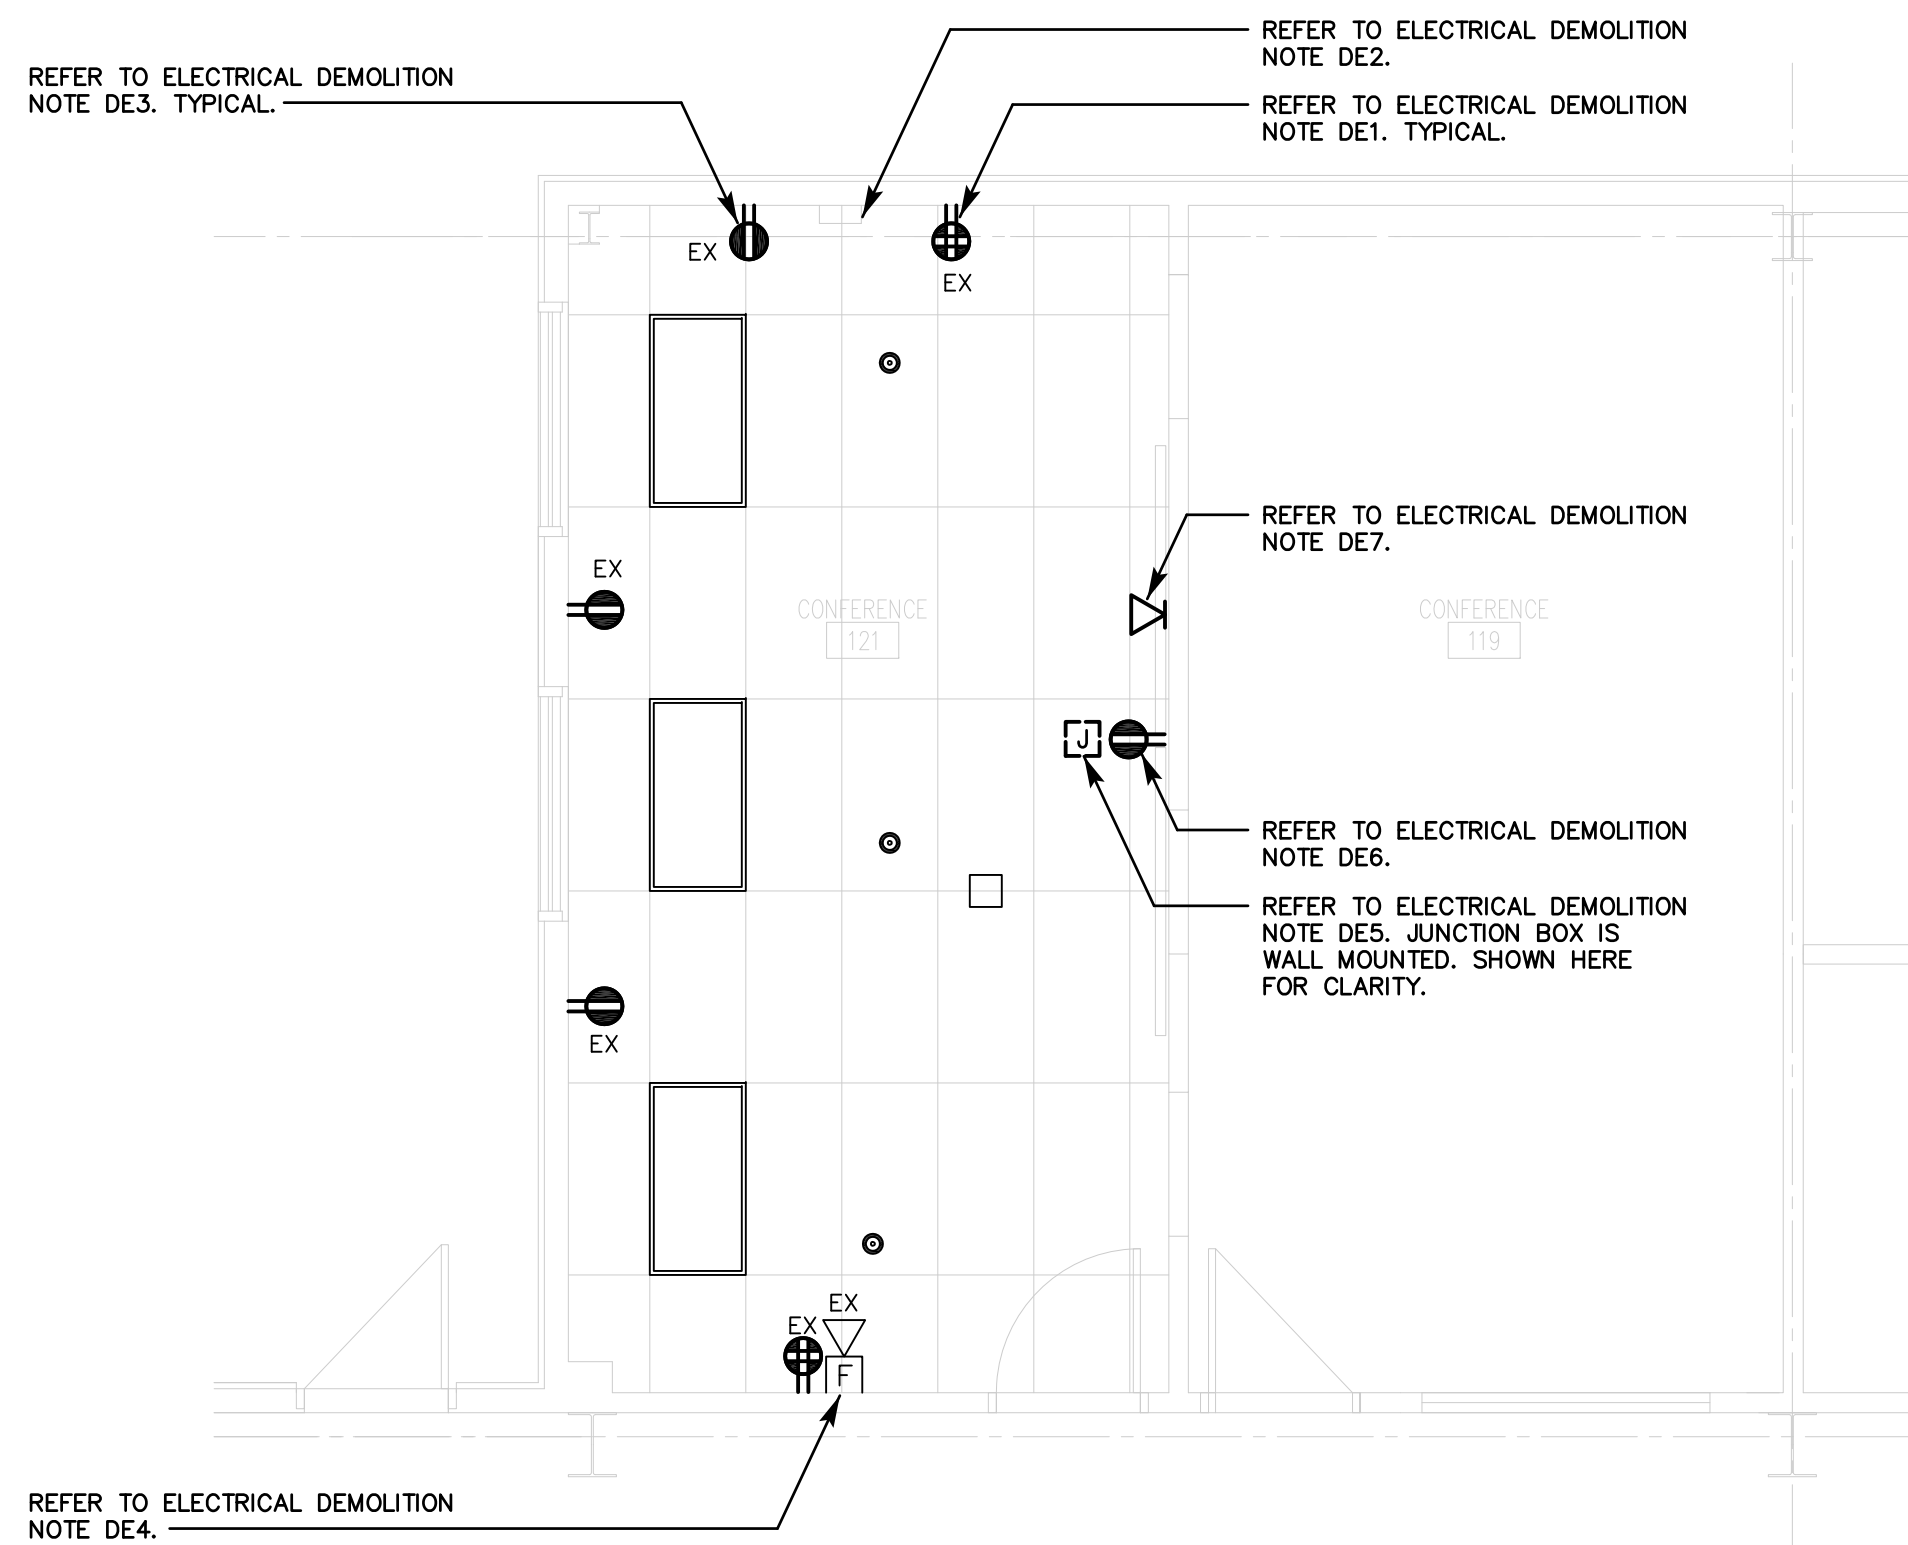 REFER TO ELECTRICAL DEMOLITION
NOTE DE2.
REFER TO ELECTRICAL DEMOLITION
NOTE DE3. TYPICAL.
REFER TO ELECTRICAL DEMOLITION
NOTE DE1. TYPICAL.
EX
EX
REFER TO ELECTRICAL DEMOLITION
NOTE DE7.
EX
CONFERENCE
121
CONFERENCE
119
J
REFER TO ELECTRICAL DEMOLITION
NOTE DE6.
REFER TO ELECTRICAL DEMOLITION
NOTE DE5. JUNCTION BOX IS
WALL MOUNTED. SHOWN HERE
FOR CLARITY.
EX
EX
EX
F
REFER TO ELECTRICAL DEMOLITION
NOTE DE4.